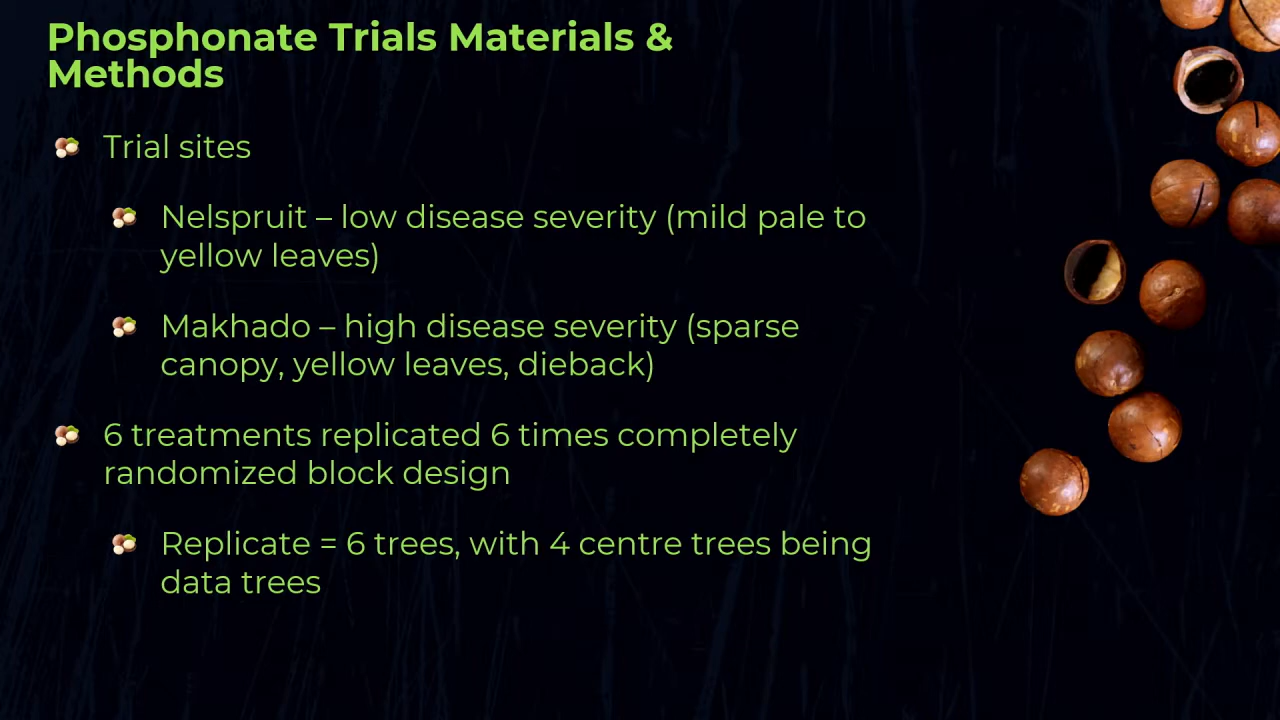 Phosphonate Trials Materials &
Methods
Trial sites
Nelspruit – low disease severity (mild pale to
yellow leaves)
Makhado – high disease severity (sparse
canopy, yellow leaves, dieback)
6 treatments replicated 6 times completely
randomized block design
Replicate = 6 trees, with 4 centre trees being
data trees